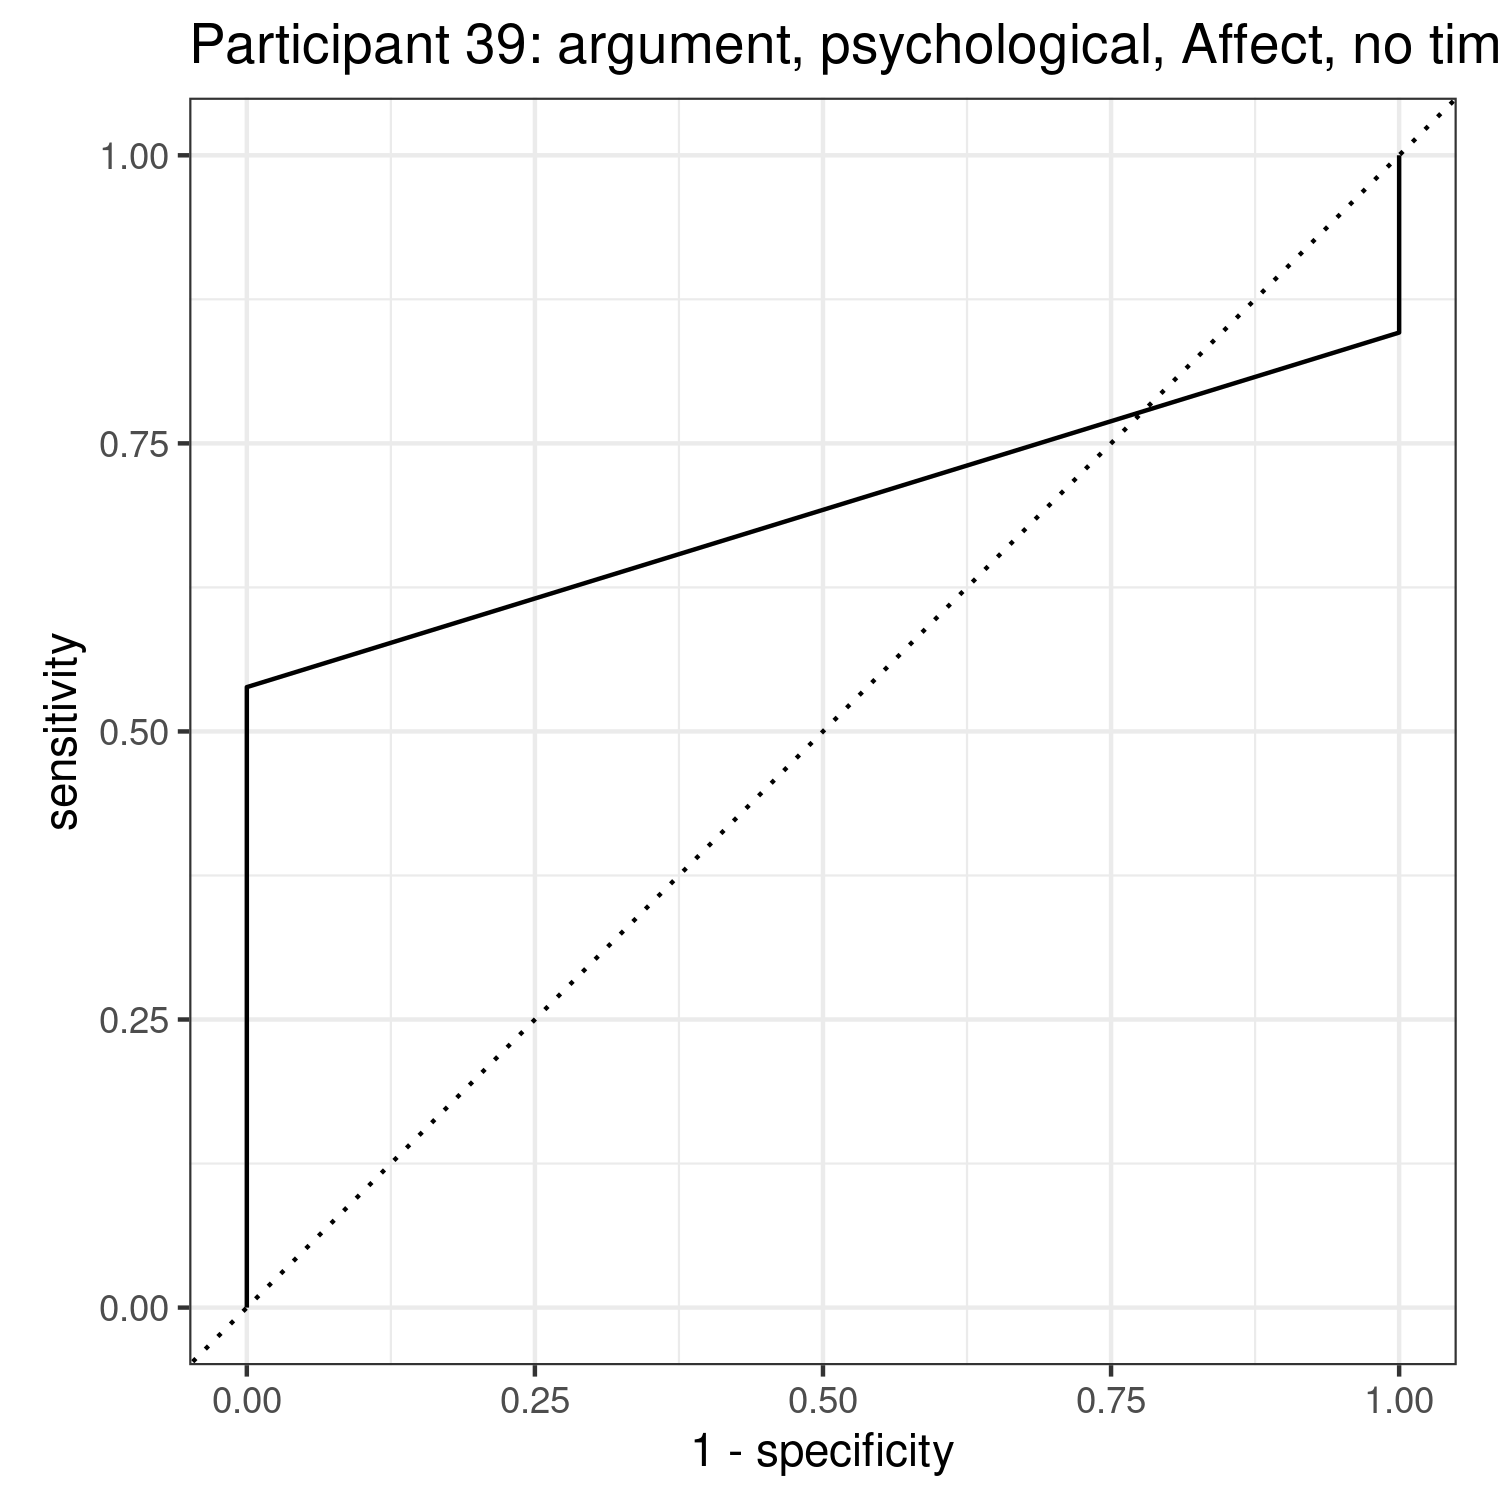 Participant 39: argument, psychological, Affect, no tim
1.00
0.75
0.50
0.25
0.00
sensitivity
0.00 0.25 0.50 0.75 1.00
1 - specificity